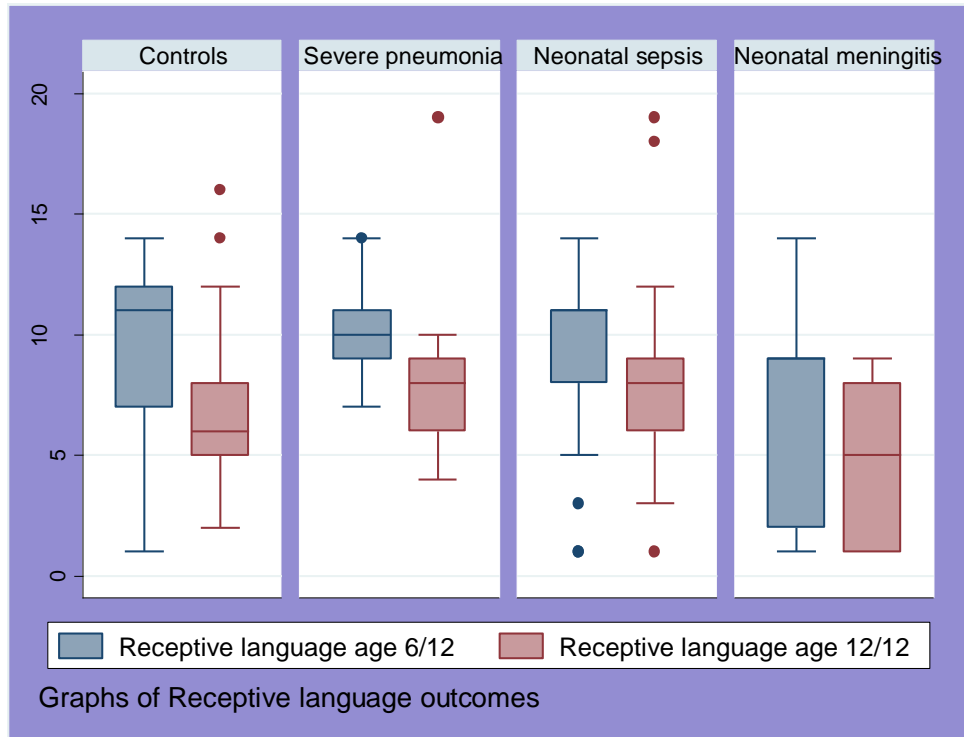 Controls
Severe pneumonia
Neonatal sepsis
Neonatal meningitis
20
15
10
5
0
Receptive language age 6/12
Receptive language age 12/12
Graphs of Receptive language outcomes